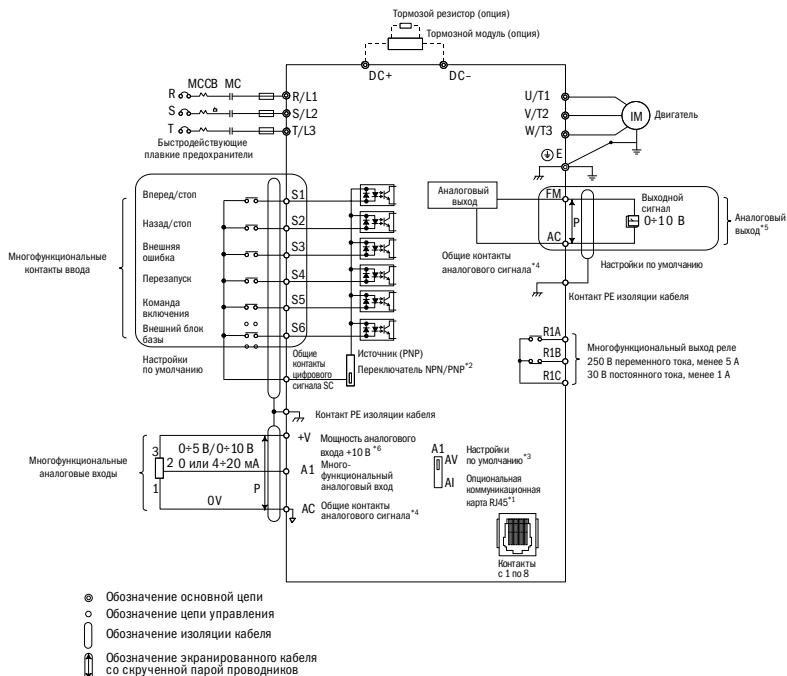 Тормозой резистор (опция)
Тормозной модуль (опция)
DC+
DC−
MCCB
MC
R
R/L1
S
S/L2
T
T/L3
Быстродействующие
плавкие предохранители
U/T1
V/T2
W/T3
IM
Двигатель
E
Многофункциональные
контакты ввода
Вперед/стоп
S1
Назад/стоп
S2
Внешняя
ошибка
S3
Перезапуск
S4
Команда
включения
S5
Внешний блок
базы
S6
Настройки
по умолчанию
Общие
контакты
цифрового
сигнала SC
Источник (PNP)
Переключатель NPN/PNP*2
Контакт PE изоляции кабеля
Аналоговый
выход
FM
AC
P
Выходной
сигнал
0÷10 В
Аналоговый
выход*5
Общие контакты
аналогового сигнала*4
Настройки по умолчанию
Контакт PE изоляции кабеля
R1A
R1B
R1C
Многофункциональный выход реле
250 В переменного тока, менее 5 А
30 В постоянного тока, менее 1 А
Многофункциональные
аналоговые входы
3
2
1
0÷5 В/0÷10 В
0 или 4÷20 мА
0V
P
+V
Мощность аналогового
входа +10 В *6
A1
Много-
функциональный
аналоговый вход
AC
Общие контакты
аналогового сигнала*4
A1
AV
AI
Настройки
по умолчанию*3
Опциональная
коммуникационная
карта RJ45*1
Контакты
с 1 по 8
Обозначение основной цепи
Обозначение цепи управления
Обозначение изоляции кабеля
Обозначение экранированного кабеля
со скрученной парой проводников